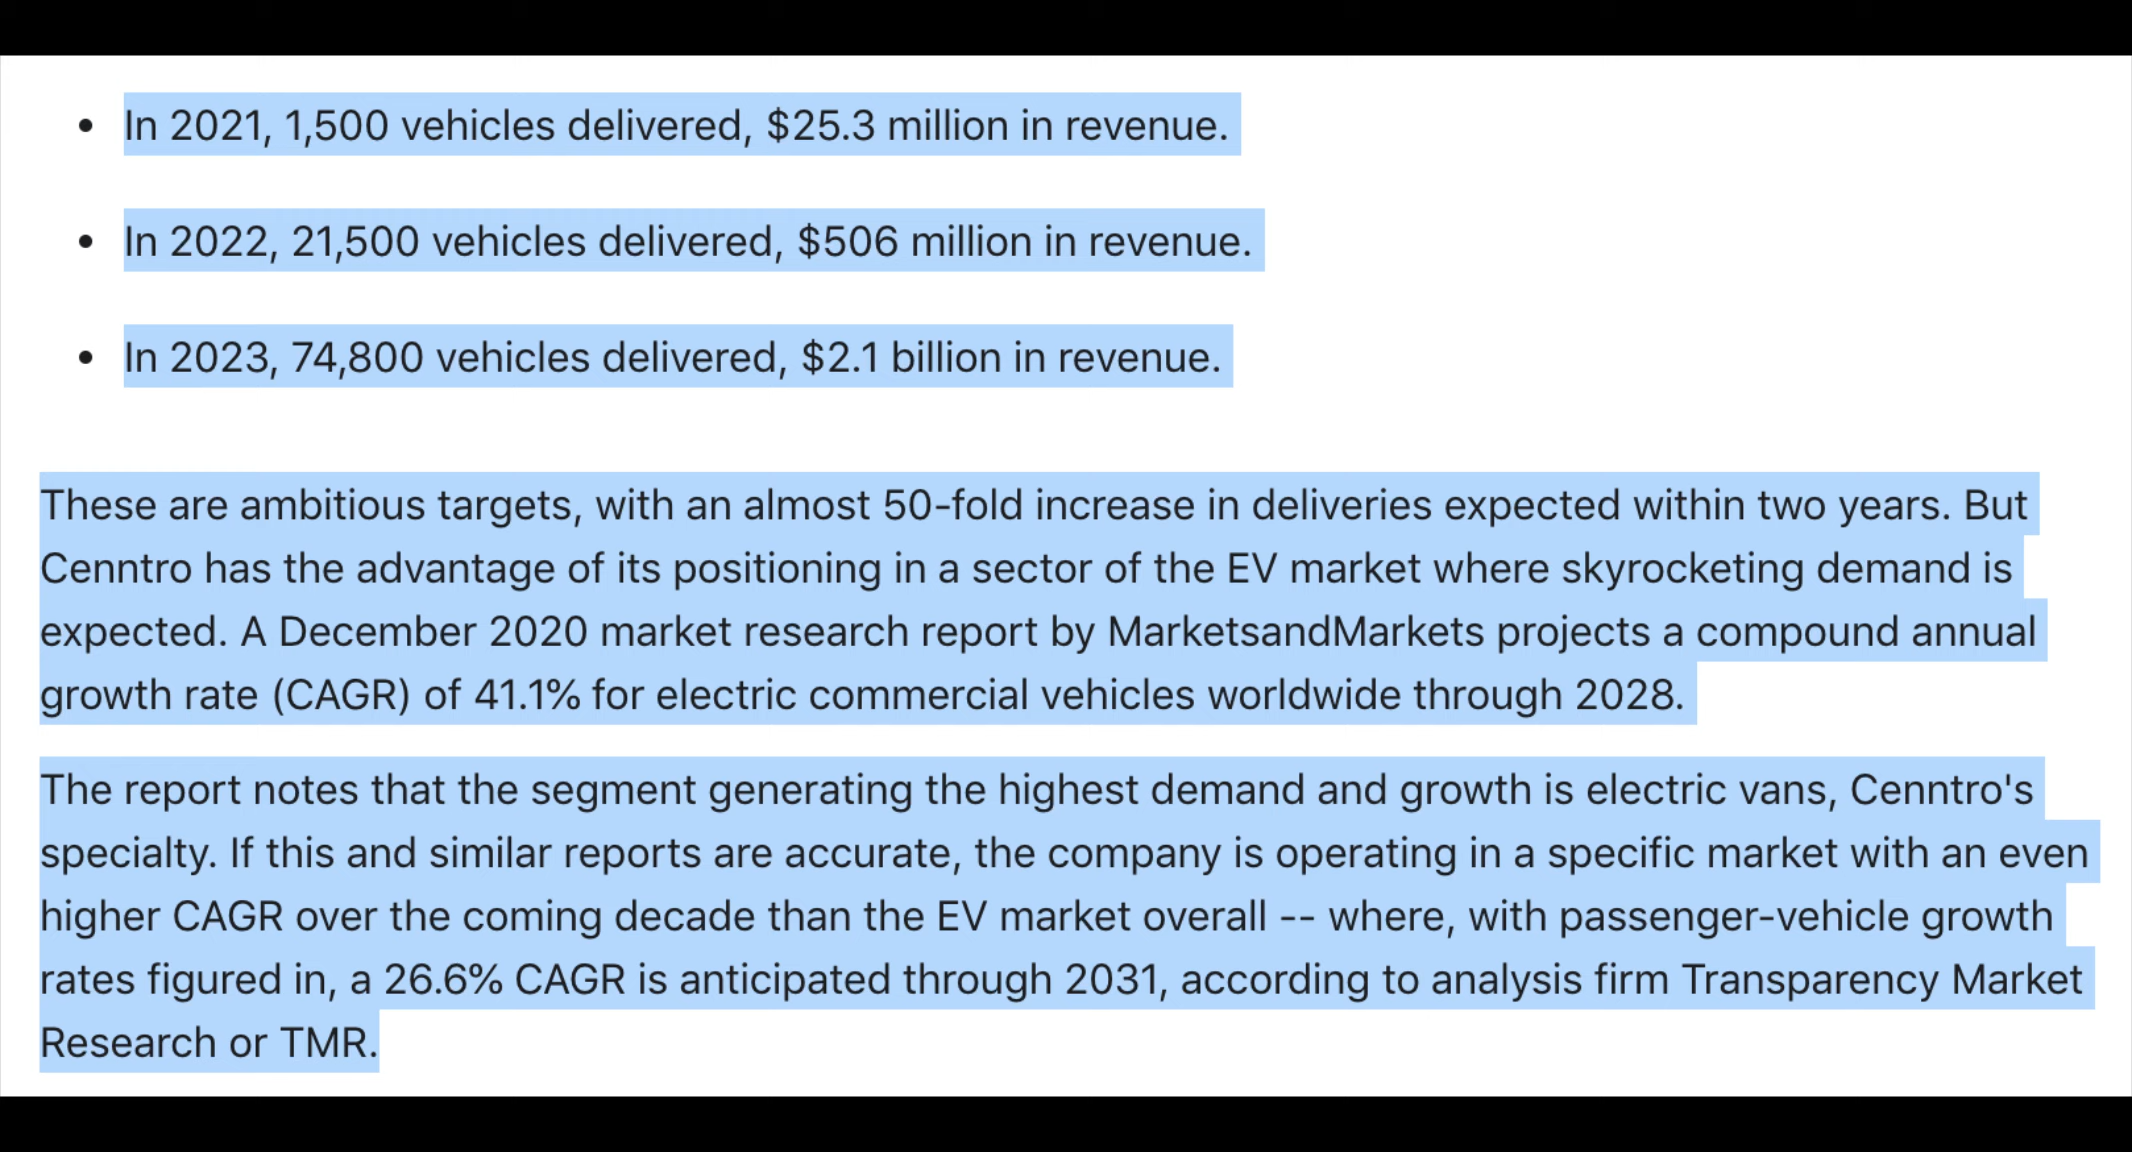 • In 2021, 1,500 vehicles delivered, $25.3 million in revenue.
• In 2022, 21,500 vehicles delivered, $506 million in revenue.
• In 2023, 74,800 vehicles delivered, $2.1 billion in revenue.
These are ambitious targets, with an almost 50-fold increase in deliveries expected within two years. But
Cenntro has the advantage of its positioning in a sector of the EV market where skyrocketing demand is
expected. A December 2020 market research report by MarketsandMarkets projects a compound annual
growth rate (CAGR) of 41.1% for electric commercial vehicles worldwide through 2028.
The report notes that the segment generating the highest demand and growth is electric vans, Cenntro's
specialty. If this and similar reports are accurate, the company is operating in a specific market with an even
higher CAGR over the coming decade than the EV market overall -- where, with passenger-vehicle growth
rates figured in, a 26.6% CAGR is anticipated through 2031, according to analysis firm Transparency Market
Research or TMR.